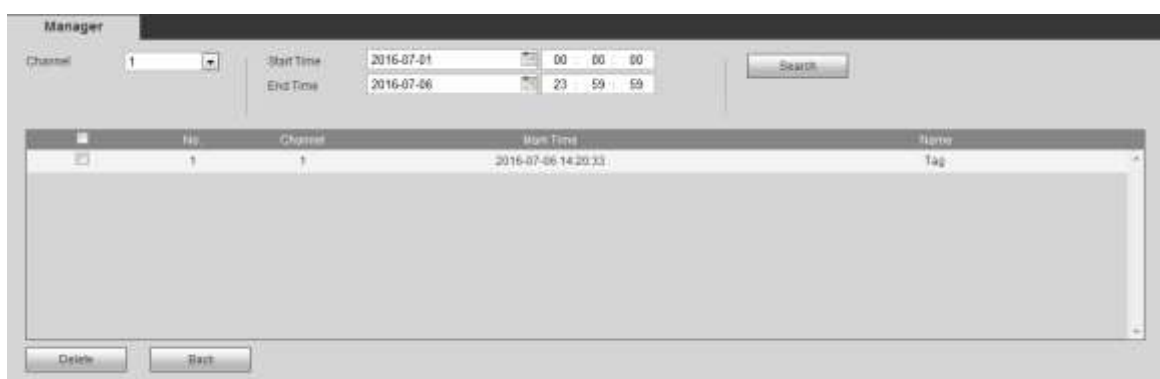 Manager
Channel 1 Start Time 2016-07-01 00 : 00 : 00 Search
End Time 2016-07-06 23 : 59 : 59
No. Channel Start Time Name
1 1 2016-07-06 14:20:33 Tag
Delete Back